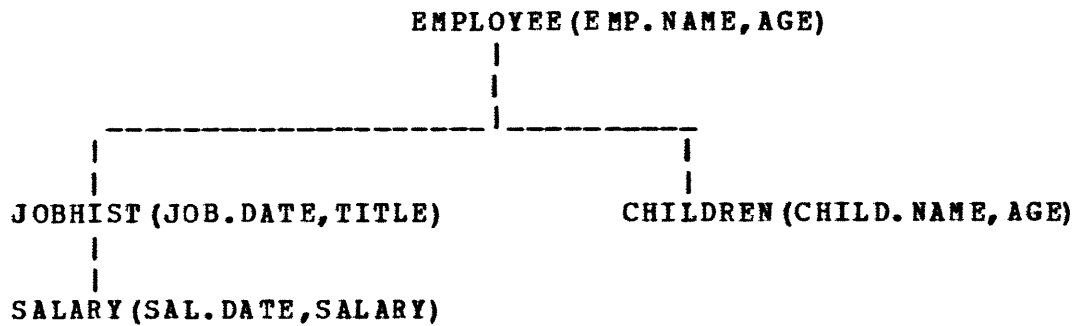 EMPLOYEE(EMP.NAME,AGE)
JOBHIST(JOB.DATE,TITLE) CHILDREN(CHILD.NAME,AGE)
SALARY(SAL.DATE,SALARY)